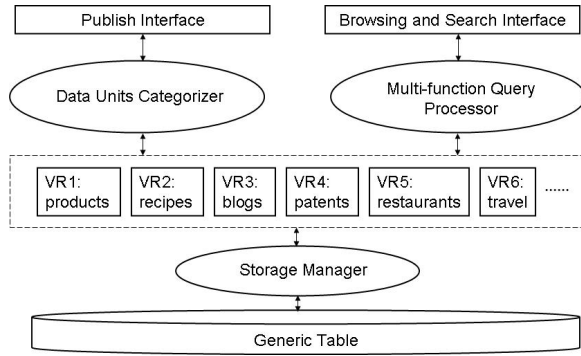 Publish Interface
Browsing and Search Interface
Data Units Categorizer
Multi-function Query
Processor
VR1:
products
VR2:
recipes
VR3:
blogs
VR4:
patents
VR5:
restaurants
VR6:
travel
......
Storage Manager
Generic Table